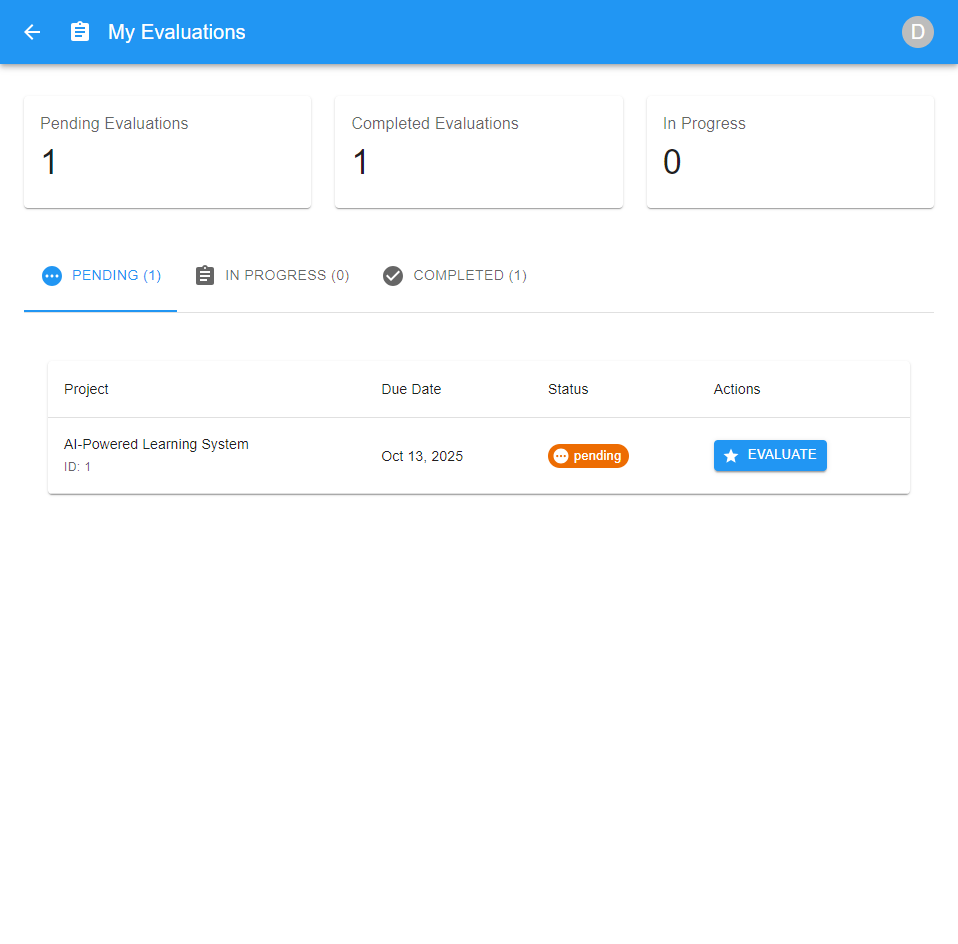 My Evaluations
D
Pending Evaluations
1
Completed Evaluations
1
In Progress
0
PENDING (1)
IN PROGRESS (0)
COMPLETED (1)
Project Due Date Status Actions
AI-Powered Learning System
ID: 1
Oct 13, 2025
pending
EVALUATE